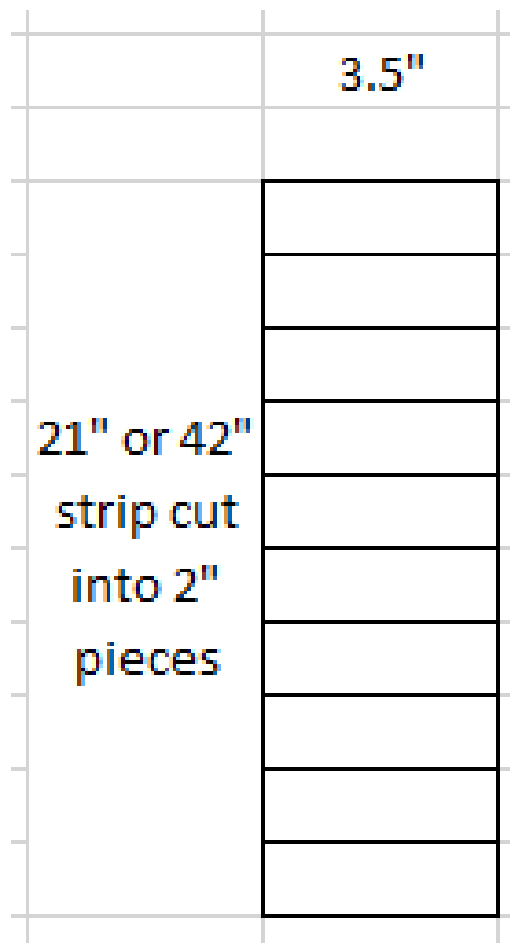 3.5"
21" or 42"
strip cut
into 2"
pieces